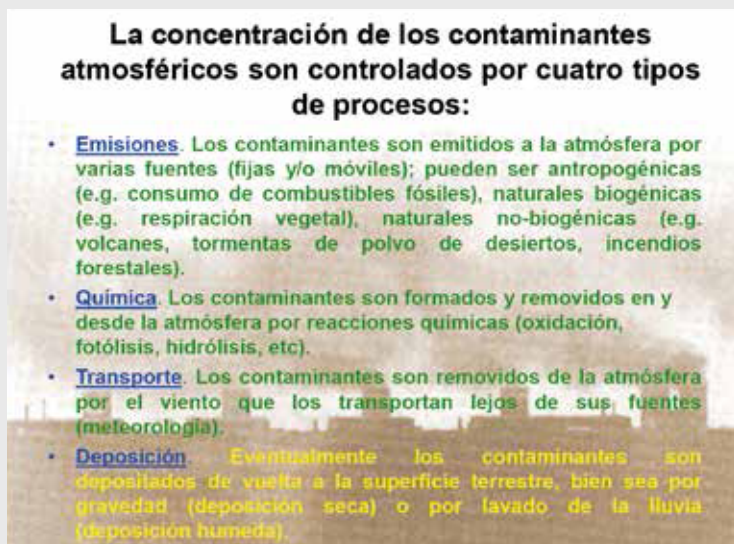 La concentración de los contaminantes
atmosféricos son controlados por cuatro tipos
de procesos:
• Emisiones. Los contaminantes son emitidos a la atmósfera por
varias fuentes (fijas y/o móviles); pueden ser antropogénicas
(e.g. consumo de combustibles fósiles), naturales biogénicas
(e.g. respiración vegetal), naturales no-biogénicas (e.g.
volcanes, tormentas de polvo de desiertos, incendios
forestales).
• Química. Los contaminantes son formados y removidos en y
desde la atmósfera por reacciones químicas (oxidación,
fotólisis, hidrólisis, etc).
• Transporte. Los contaminantes son removidos de la atmósfera
por el viento que los transportan lejos de sus fuentes
(meteorología).
• Deposición. Eventualmente los contaminantes son
depositados de vuelta a la superficie terrestre, bien sea por
gravedad (deposición seca) o por lavado de la lluvia
(deposición humeda).